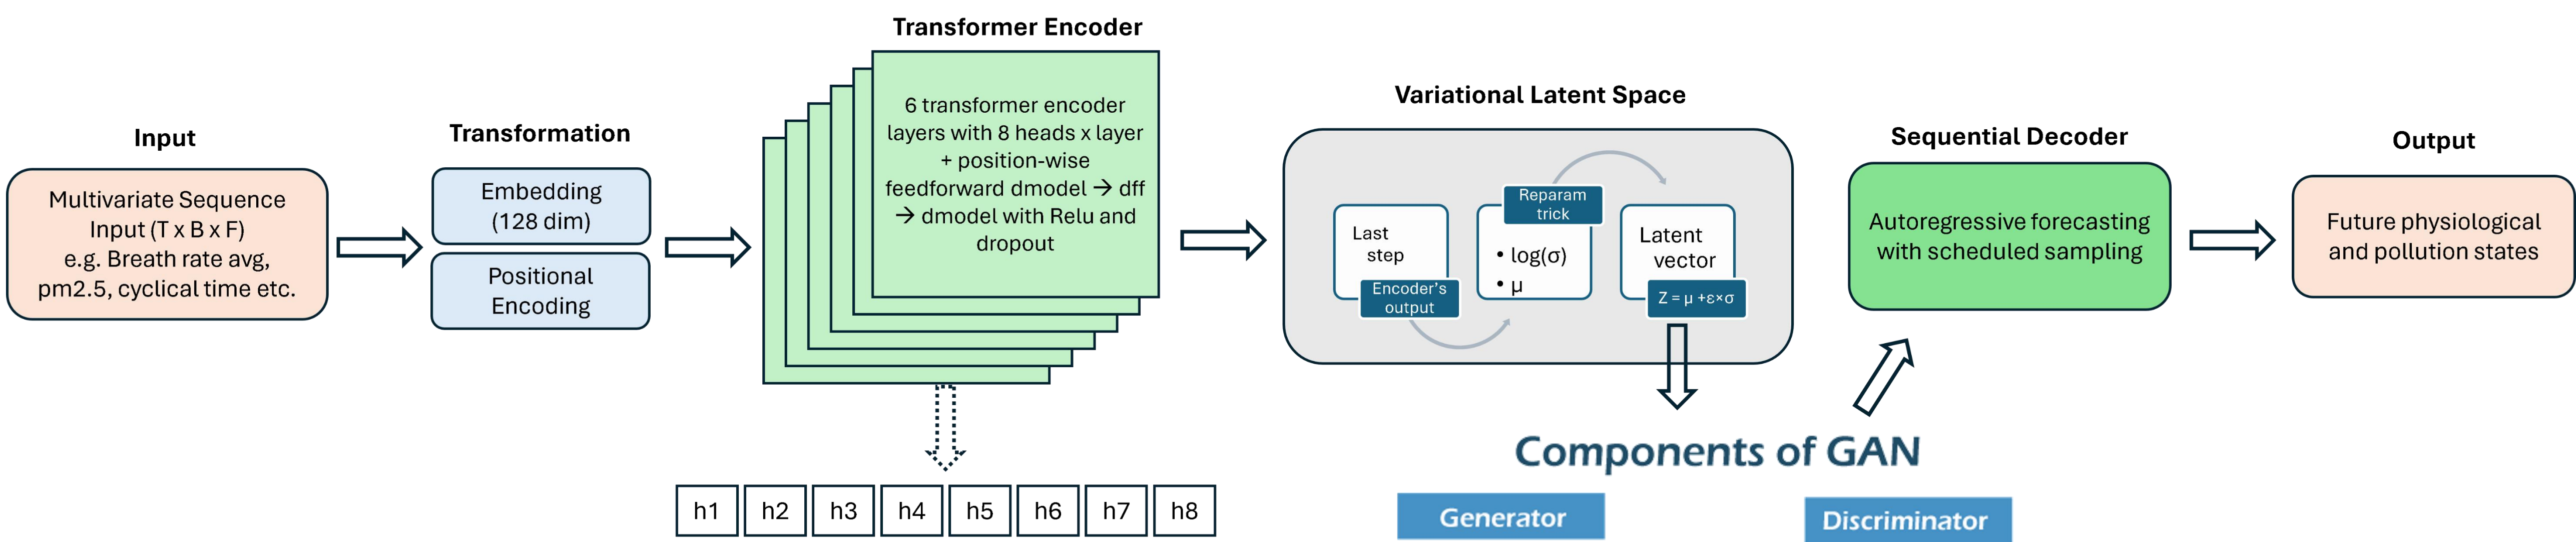 Input
Multivariate Sequence
Input (T x B x F)
e.g. Breath rate avg,
pm2.5, cyclical time etc.
Transformation
Embedding
(128 dim)
Positional
Encoding
Transformer Encoder
6 transformer encoder
layers with 8 heads x layer
+ position-wise
feedforward dmodel → dff
→ dmodel with Relu and
dropout
h1 h2 h3 h4 h5 h6 h7 h8
Variational Latent Space
Last
step
Encoder's
output
Reparam
trick
• log(σ)
• μ
Latent
vector
Z = μ +ε×σ
Components of GAN
Generator
Discriminator
Sequential Decoder
Autoregressive forecasting
with scheduled sampling
Output
Future physiological
and pollution states